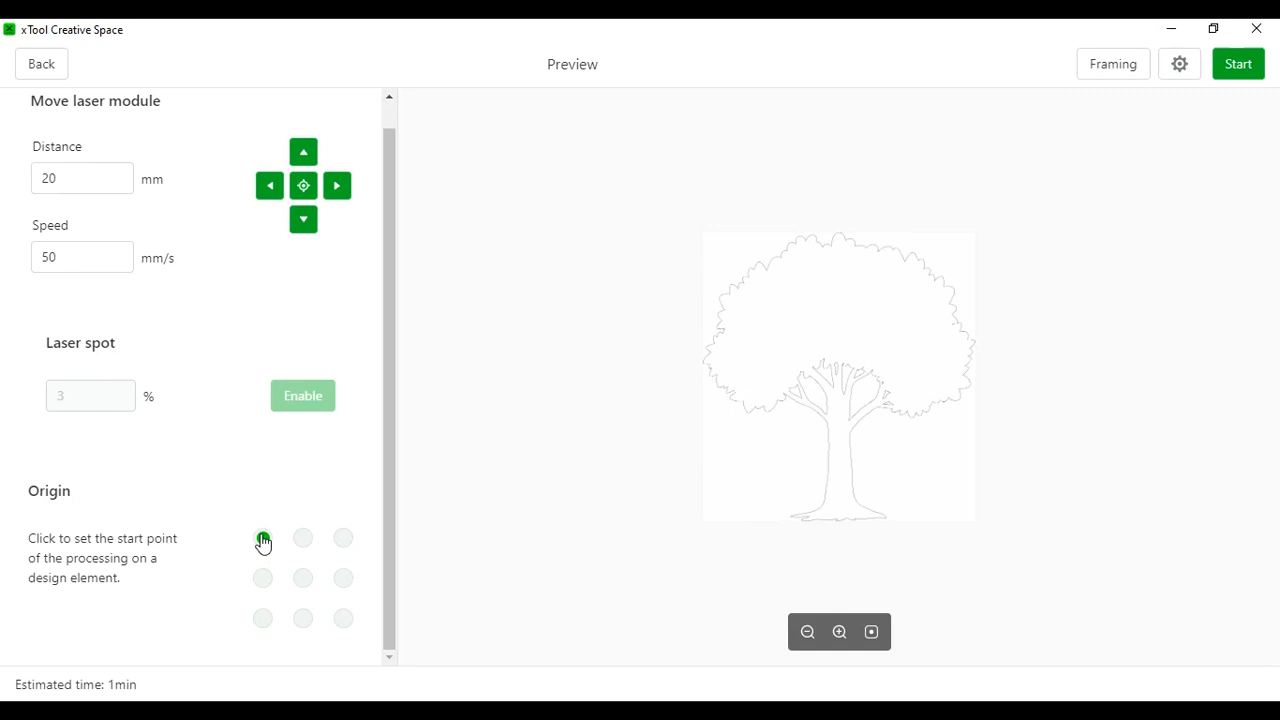 xTool Creative Space
Back
Preview
Framing
Start
Move laser module
Distance
20 mm
Speed
50 mm/s
Laser spot
3 %
Enable
Origin
Click to set the start point
of the processing on a
design element.
Estimated time: 1min